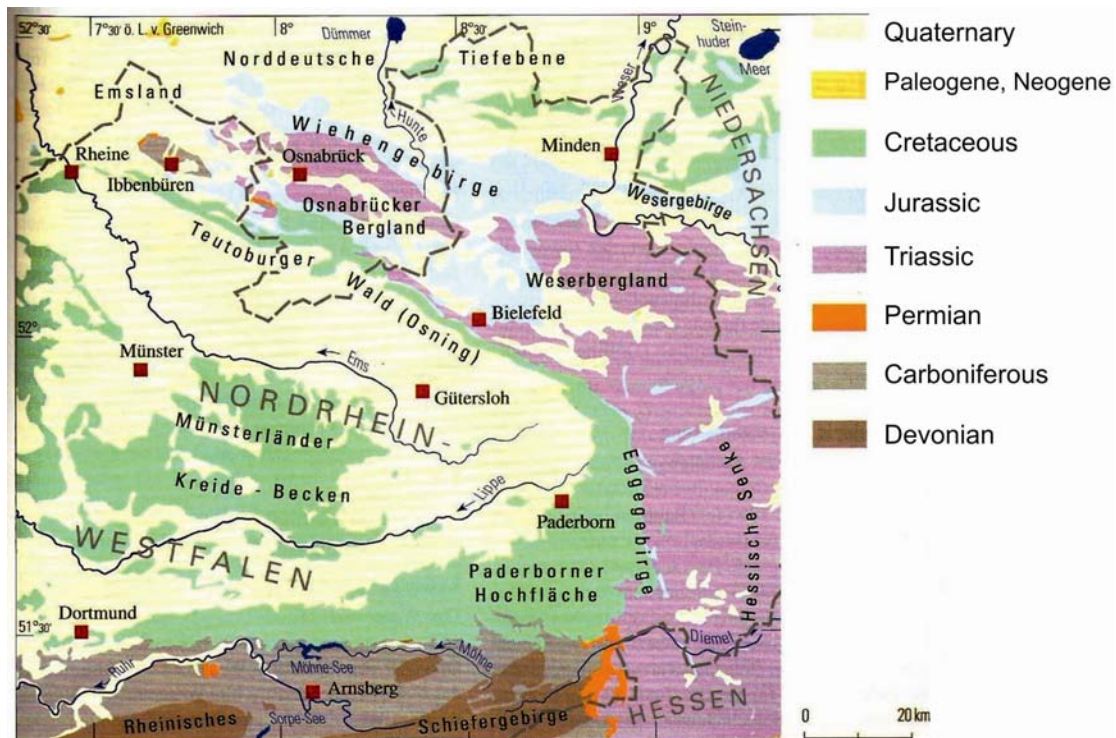 52°30'
7°30' ö. L. v. Greenwich
8°
8°30'
9°
Dümmer
Stein-
huder
Meer
Norddeutsche
Tiefebene
Weser
Emsland
Hunte
NIEDERSACHSEN
Wiehengebirge
Minden
Rheine
Osnabrück
Ibbenbüren
Wesergebirge
Osnabrücker
Bergland
Teutoburger
Wald (Osning)
Weserbergland
Bielefeld
52°
Ems
Münster
Gütersloh
NORDRHEIN-
Münsterländer
Kreide - Becken
Lippe
Paderborn
Eggegebirge
Hessische Senke
WESTFALEN
Paderborner
Hochfläche
Dortmund
51°30'
Diemel
Ruhr
Möhne-See
Möhne
Arnsberg
HESSEN
Rheinisches
Sorpe-See
Schiefergebirge
Quaternary
Paleogene, Neogene
Cretaceous
Jurassic
Triassic
Permian
Carboniferous
Devonian
0
20 km